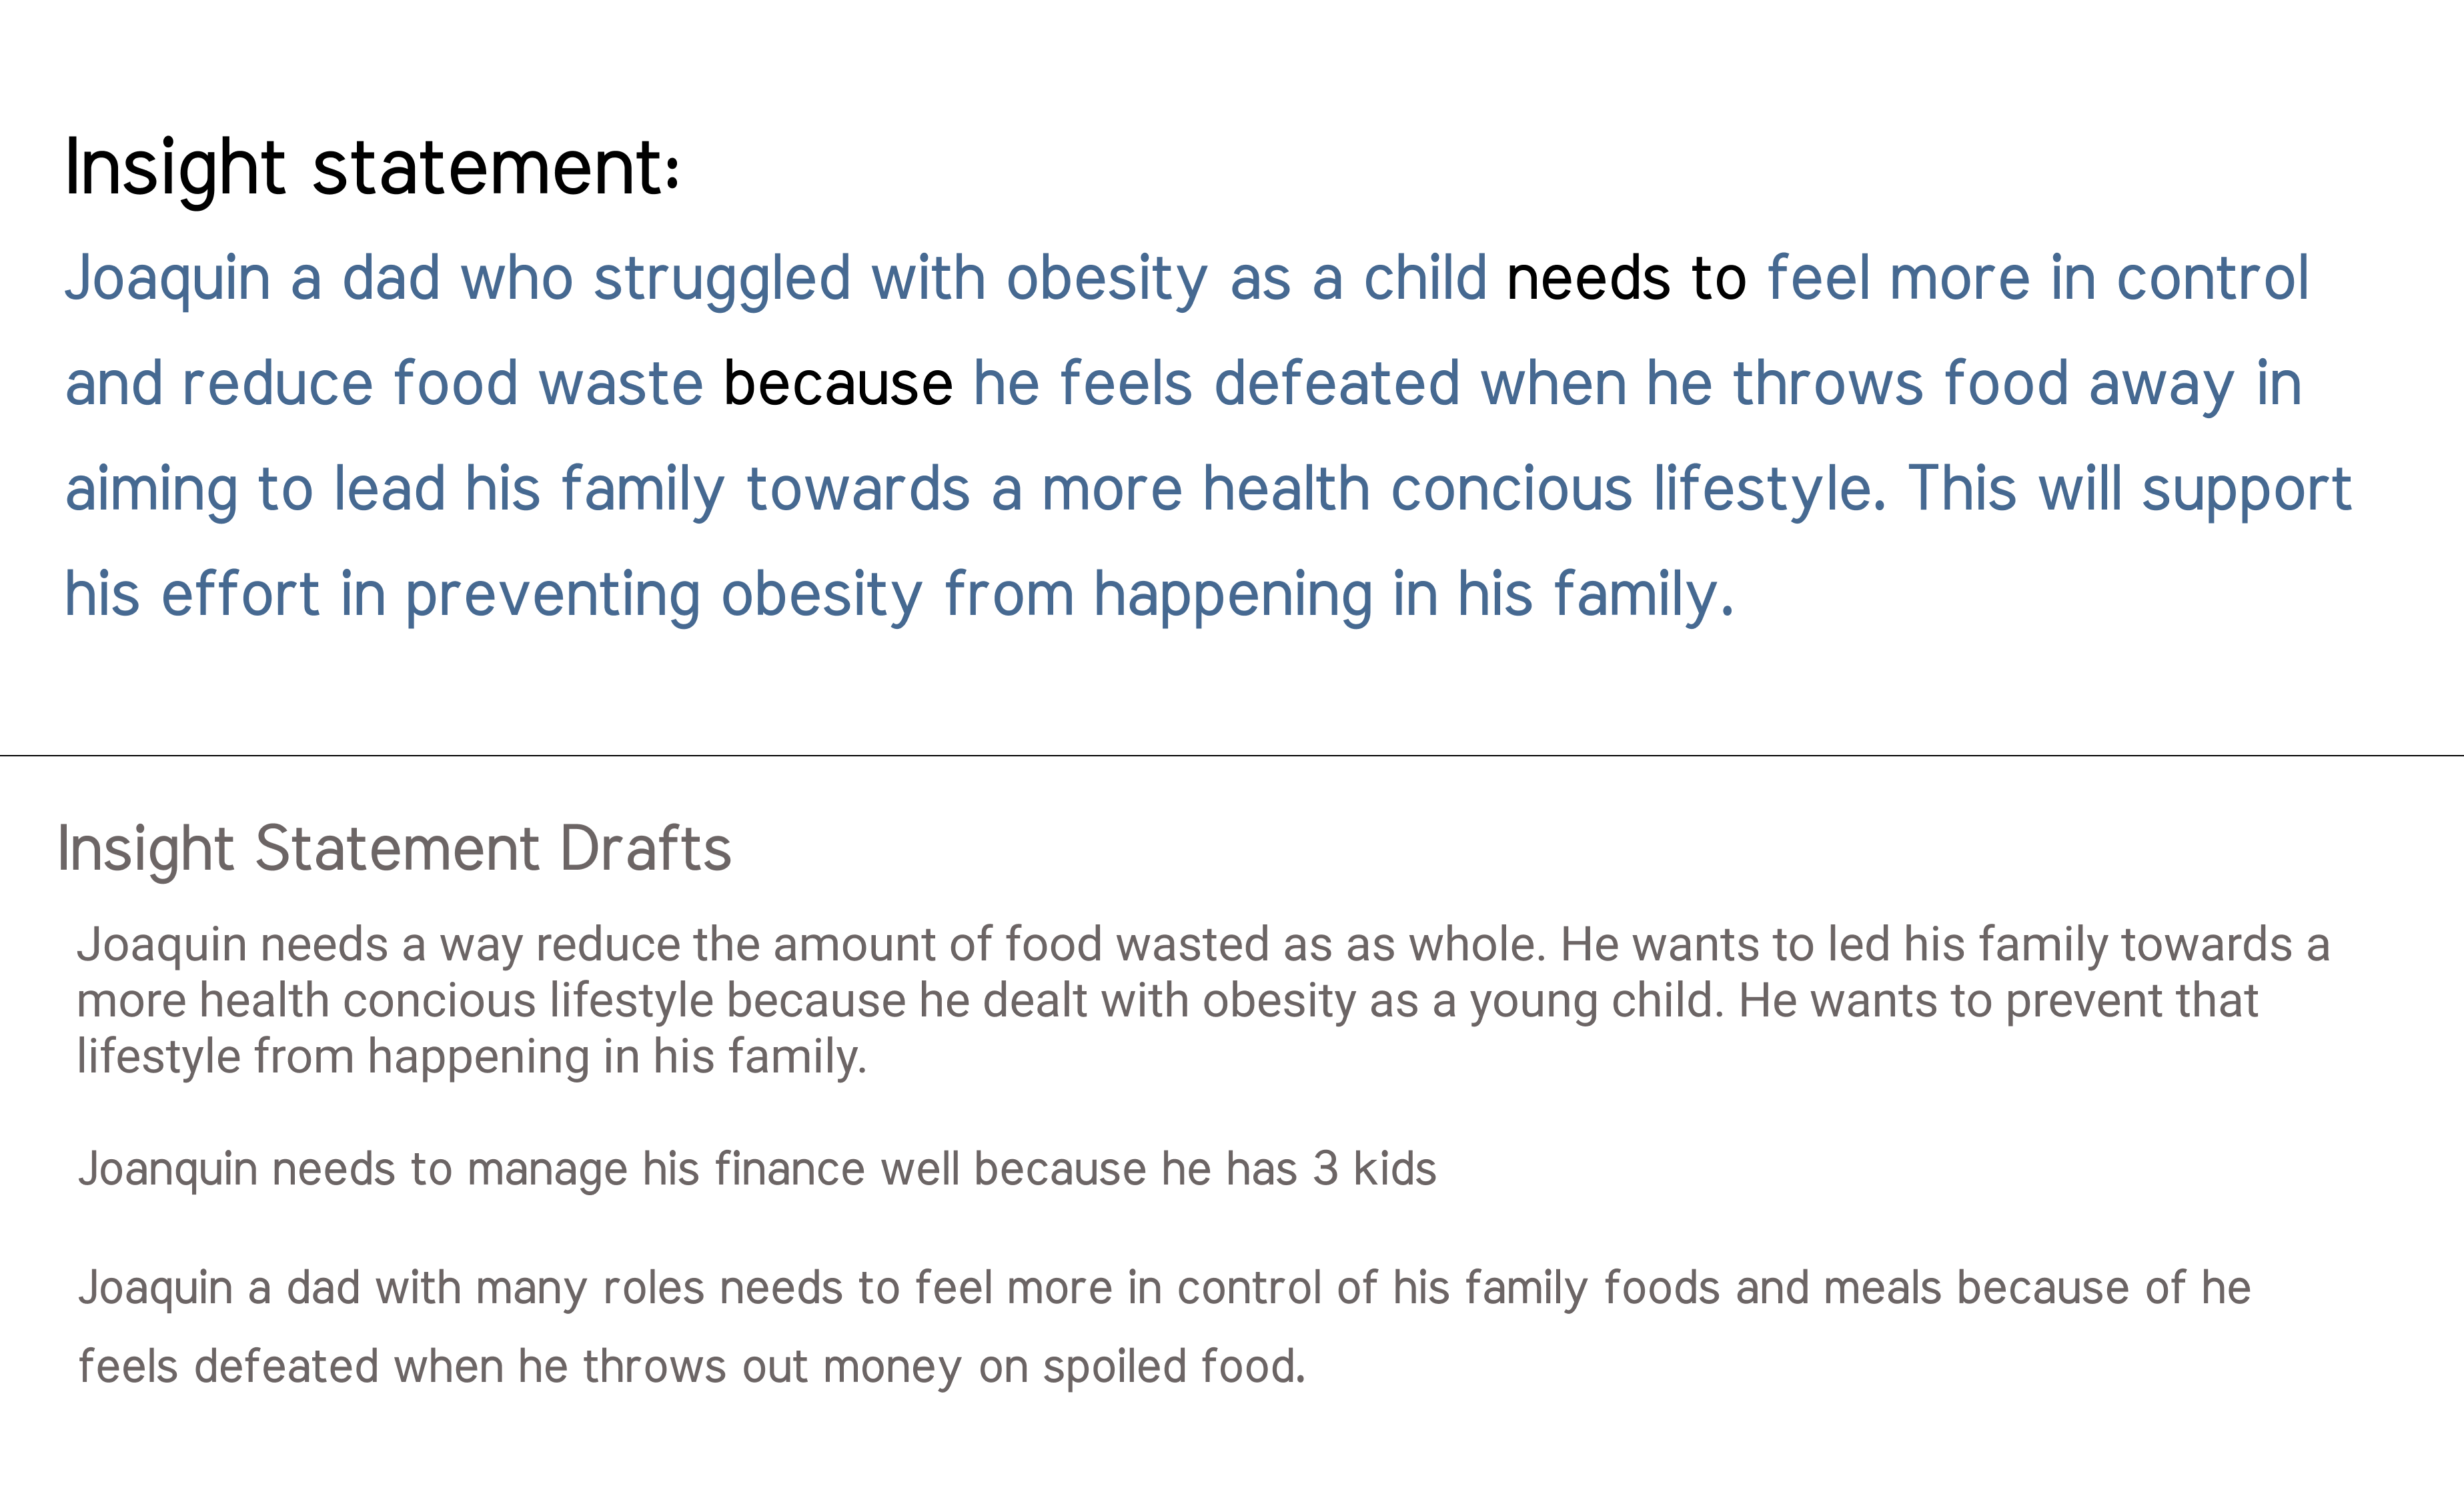 Insight statement:
Joaquin a dad who struggled with obesity as a child needs to feel more in control
and reduce food waste because he feels defeated when he throws food away in
aiming to lead his family towards a more health concious lifestyle. This will support
his effort in preventing obesity from happening in his family.
Insight Statement Drafts
Joaquin needs a way reduce the amount of food wasted as as whole. He wants to led his family towards a
more health concious lifestyle because he dealt with obesity as a young child. He wants to prevent that
lifestyle from happening in his family.
Joanquin needs to manage his finance well because he has 3 kids
Joaquin a dad with many roles needs to feel more in control of his family foods and meals because of he
feels defeated when he throws out money on spoiled food.